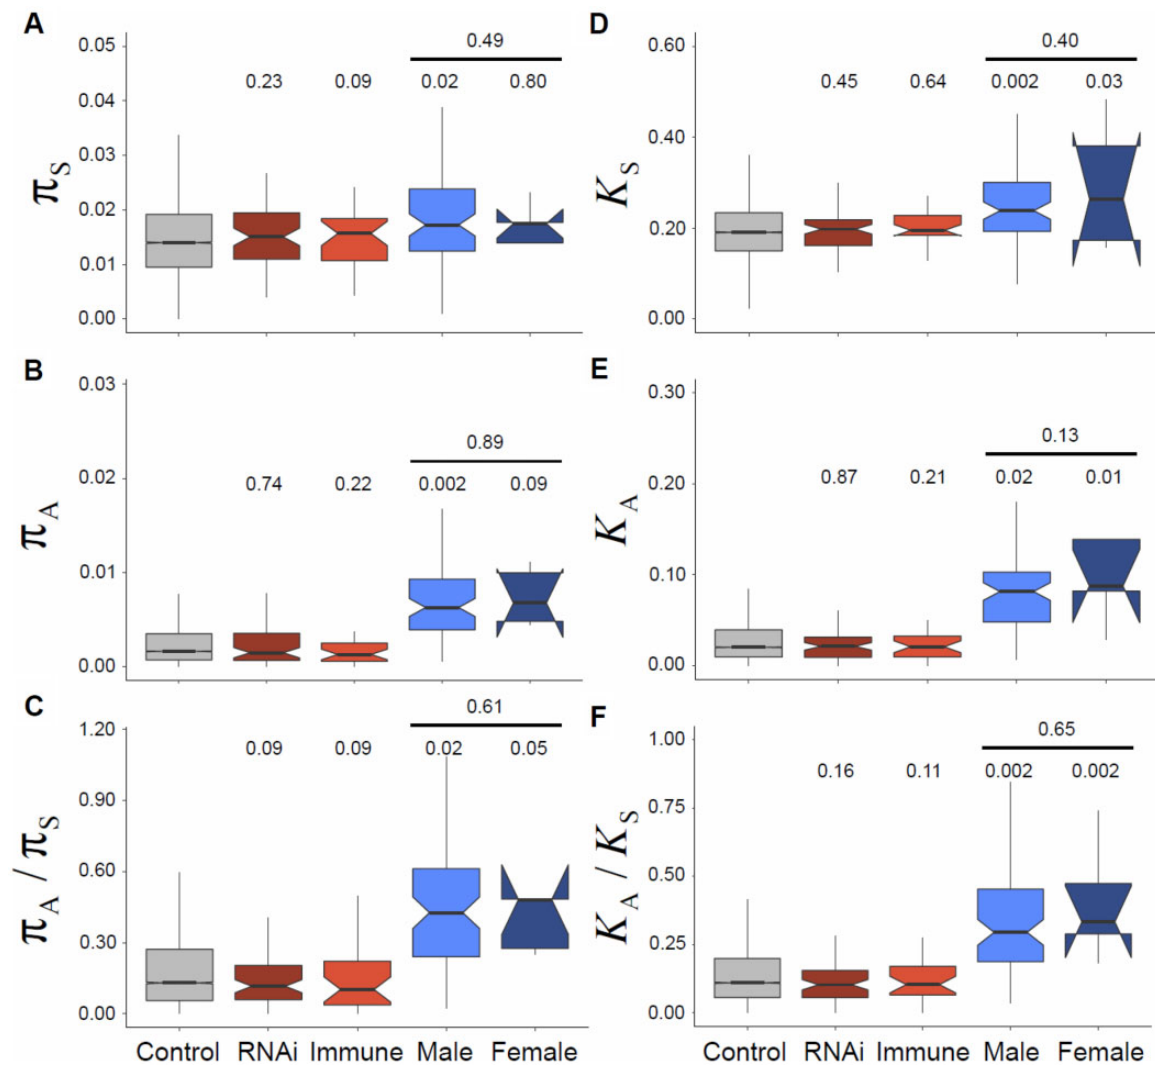 A
0.05
0.04
0.03
0.02
0.01
0.00
πS
0.49
0.23 0.09 0.02 0.80
B
0.03
0.02
0.01
0.00
πA
0.89
0.74 0.22 0.002 0.09
C
1.20
0.90
0.60
0.30
0.00
πA / πS
0.61
0.09 0.09 0.02 0.05
Control RNAi Immune Male Female
D
0.60
0.40
0.20
0.00
KS
0.40
0.45 0.64 0.002 0.03
E
0.30
0.20
0.10
0.00
KA
0.13
0.87 0.21 0.02 0.01
F
1.00
0.75
0.50
0.25
0.00
KA / KS
0.65
0.16 0.11 0.002 0.002
Control RNAi Immune Male Female